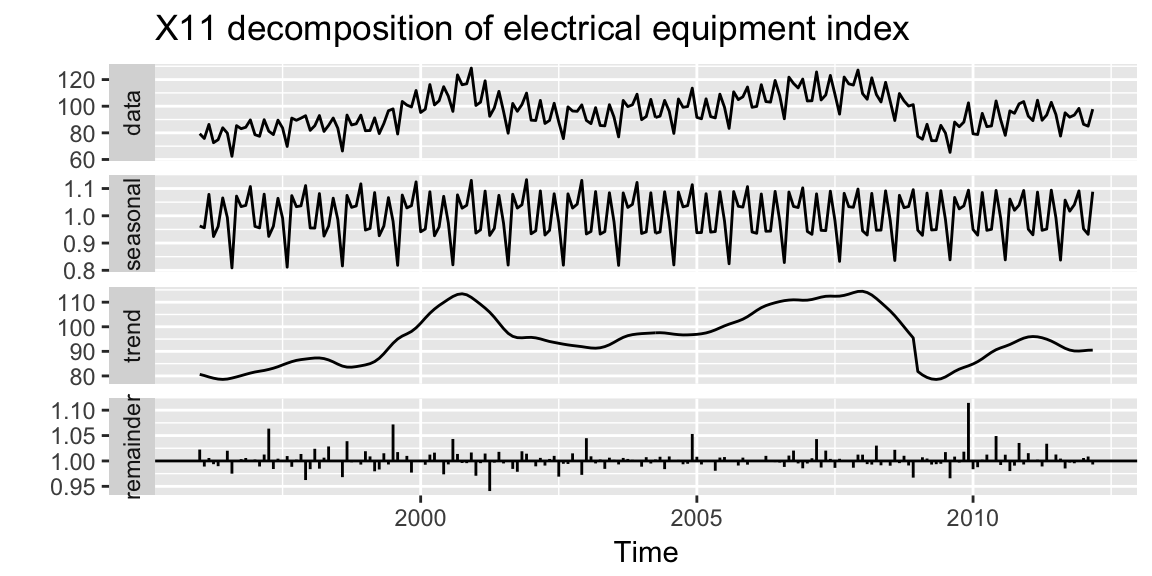 X11 decomposition of electrical equipment index
120
100
80
60
data
1.1
1.0
0.9
0.8
seasonal
110
100
90
80
trend
1.10
1.05
1.00
0.95
remainder
2000 2005 2010
Time